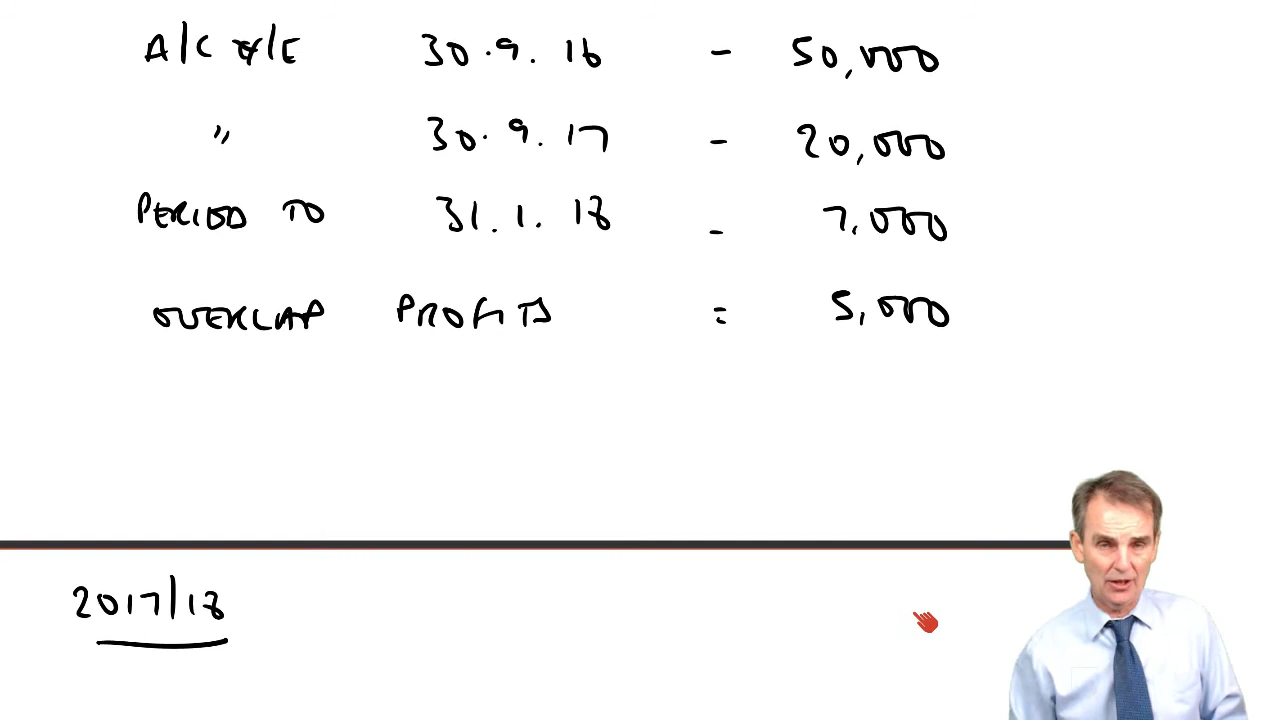 A/C Y/E 30.9.16 - 50,000
" 30.9.17 - 20,000
PERIOD TO 31.1.18 - 7,000
OVERLAP PROFITS = 5,000
2017/18